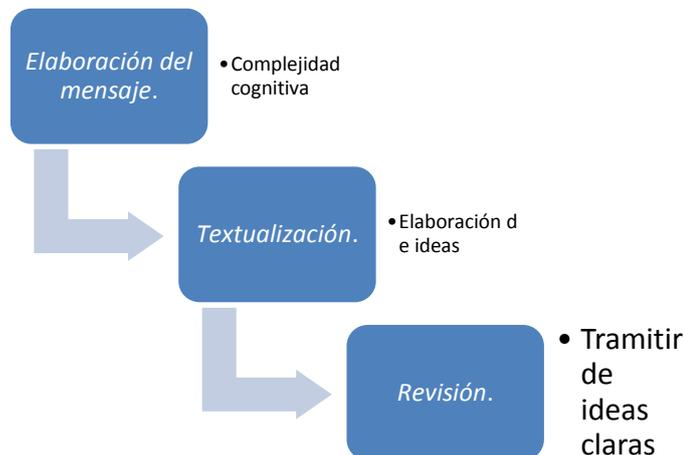 Elaboración del
mensaje.
•Complejidad
cognitiva
Textualización.
•Elaboración d
e ideas
Revisión.
• Tramitir
de
ideas
claras